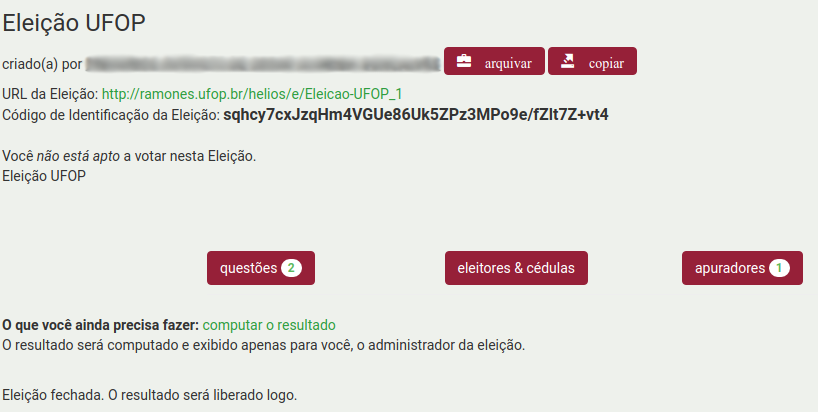 Eleição UFOP
criado(a) por arquivar copiar
URL da Eleição: http://ramones.ufop.br/helios/e/Eleicao-UFOP_1
Código de Identificação da Eleição: sqhcy7cxJzqHm4VGUe86Uk5ZPz3MPo9e/fZlt7Z+vt4
Você não está apto a votar nesta Eleição.
Eleição UFOP
questões 2 eleitores & cédulas apuradores 1
O que você ainda precisa fazer: computar o resultado
O resultado será computado e exibido apenas para você, o administrador da eleição.
Eleição fechada. O resultado será liberado logo.